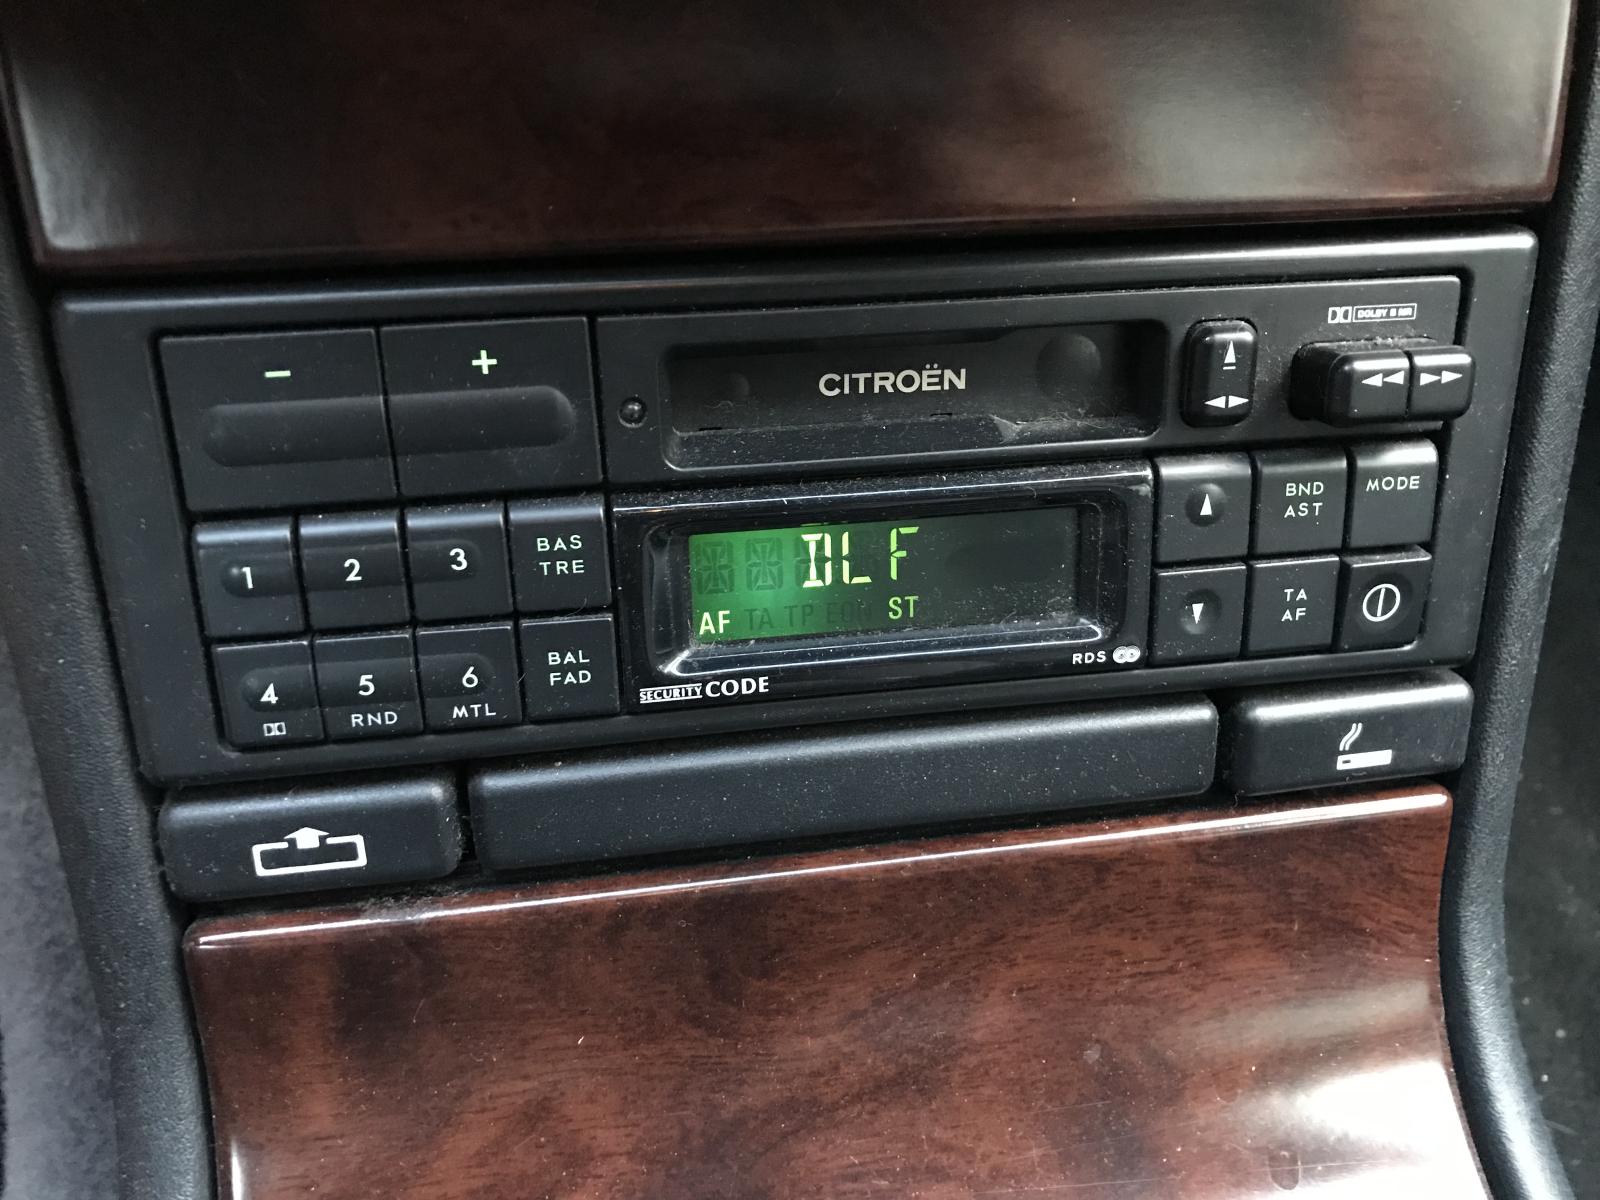 DOLBY B NR
− +
CITROËN
1 2 3 BAS
TRE
BND
AST
MODE
DLF
AF TA TP EON ST
TA
AF
4 5 6 BAL
FAD
RND MTL
RDS
SECURITY CODE